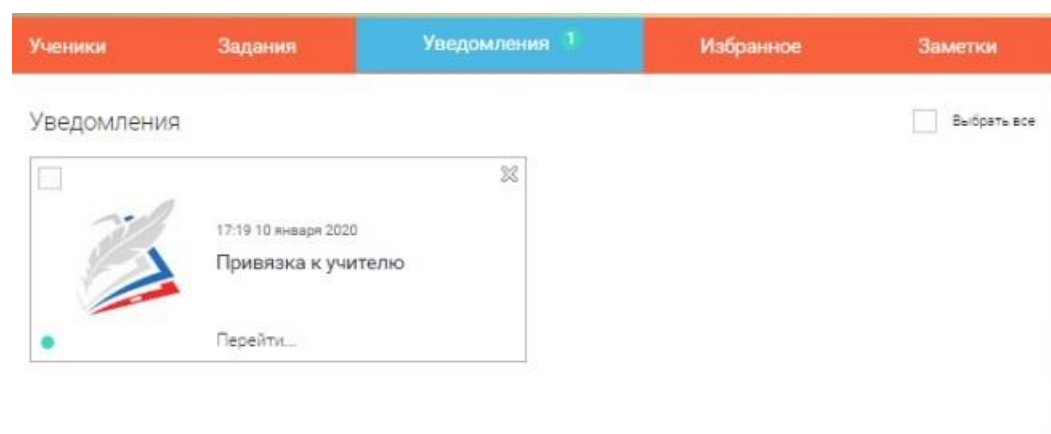 Ученики Задания Уведомления 1 Избранное Заметки
Уведомления Выбрать все
17:19 10 января 2020
Привязка к учителю
Перейти...